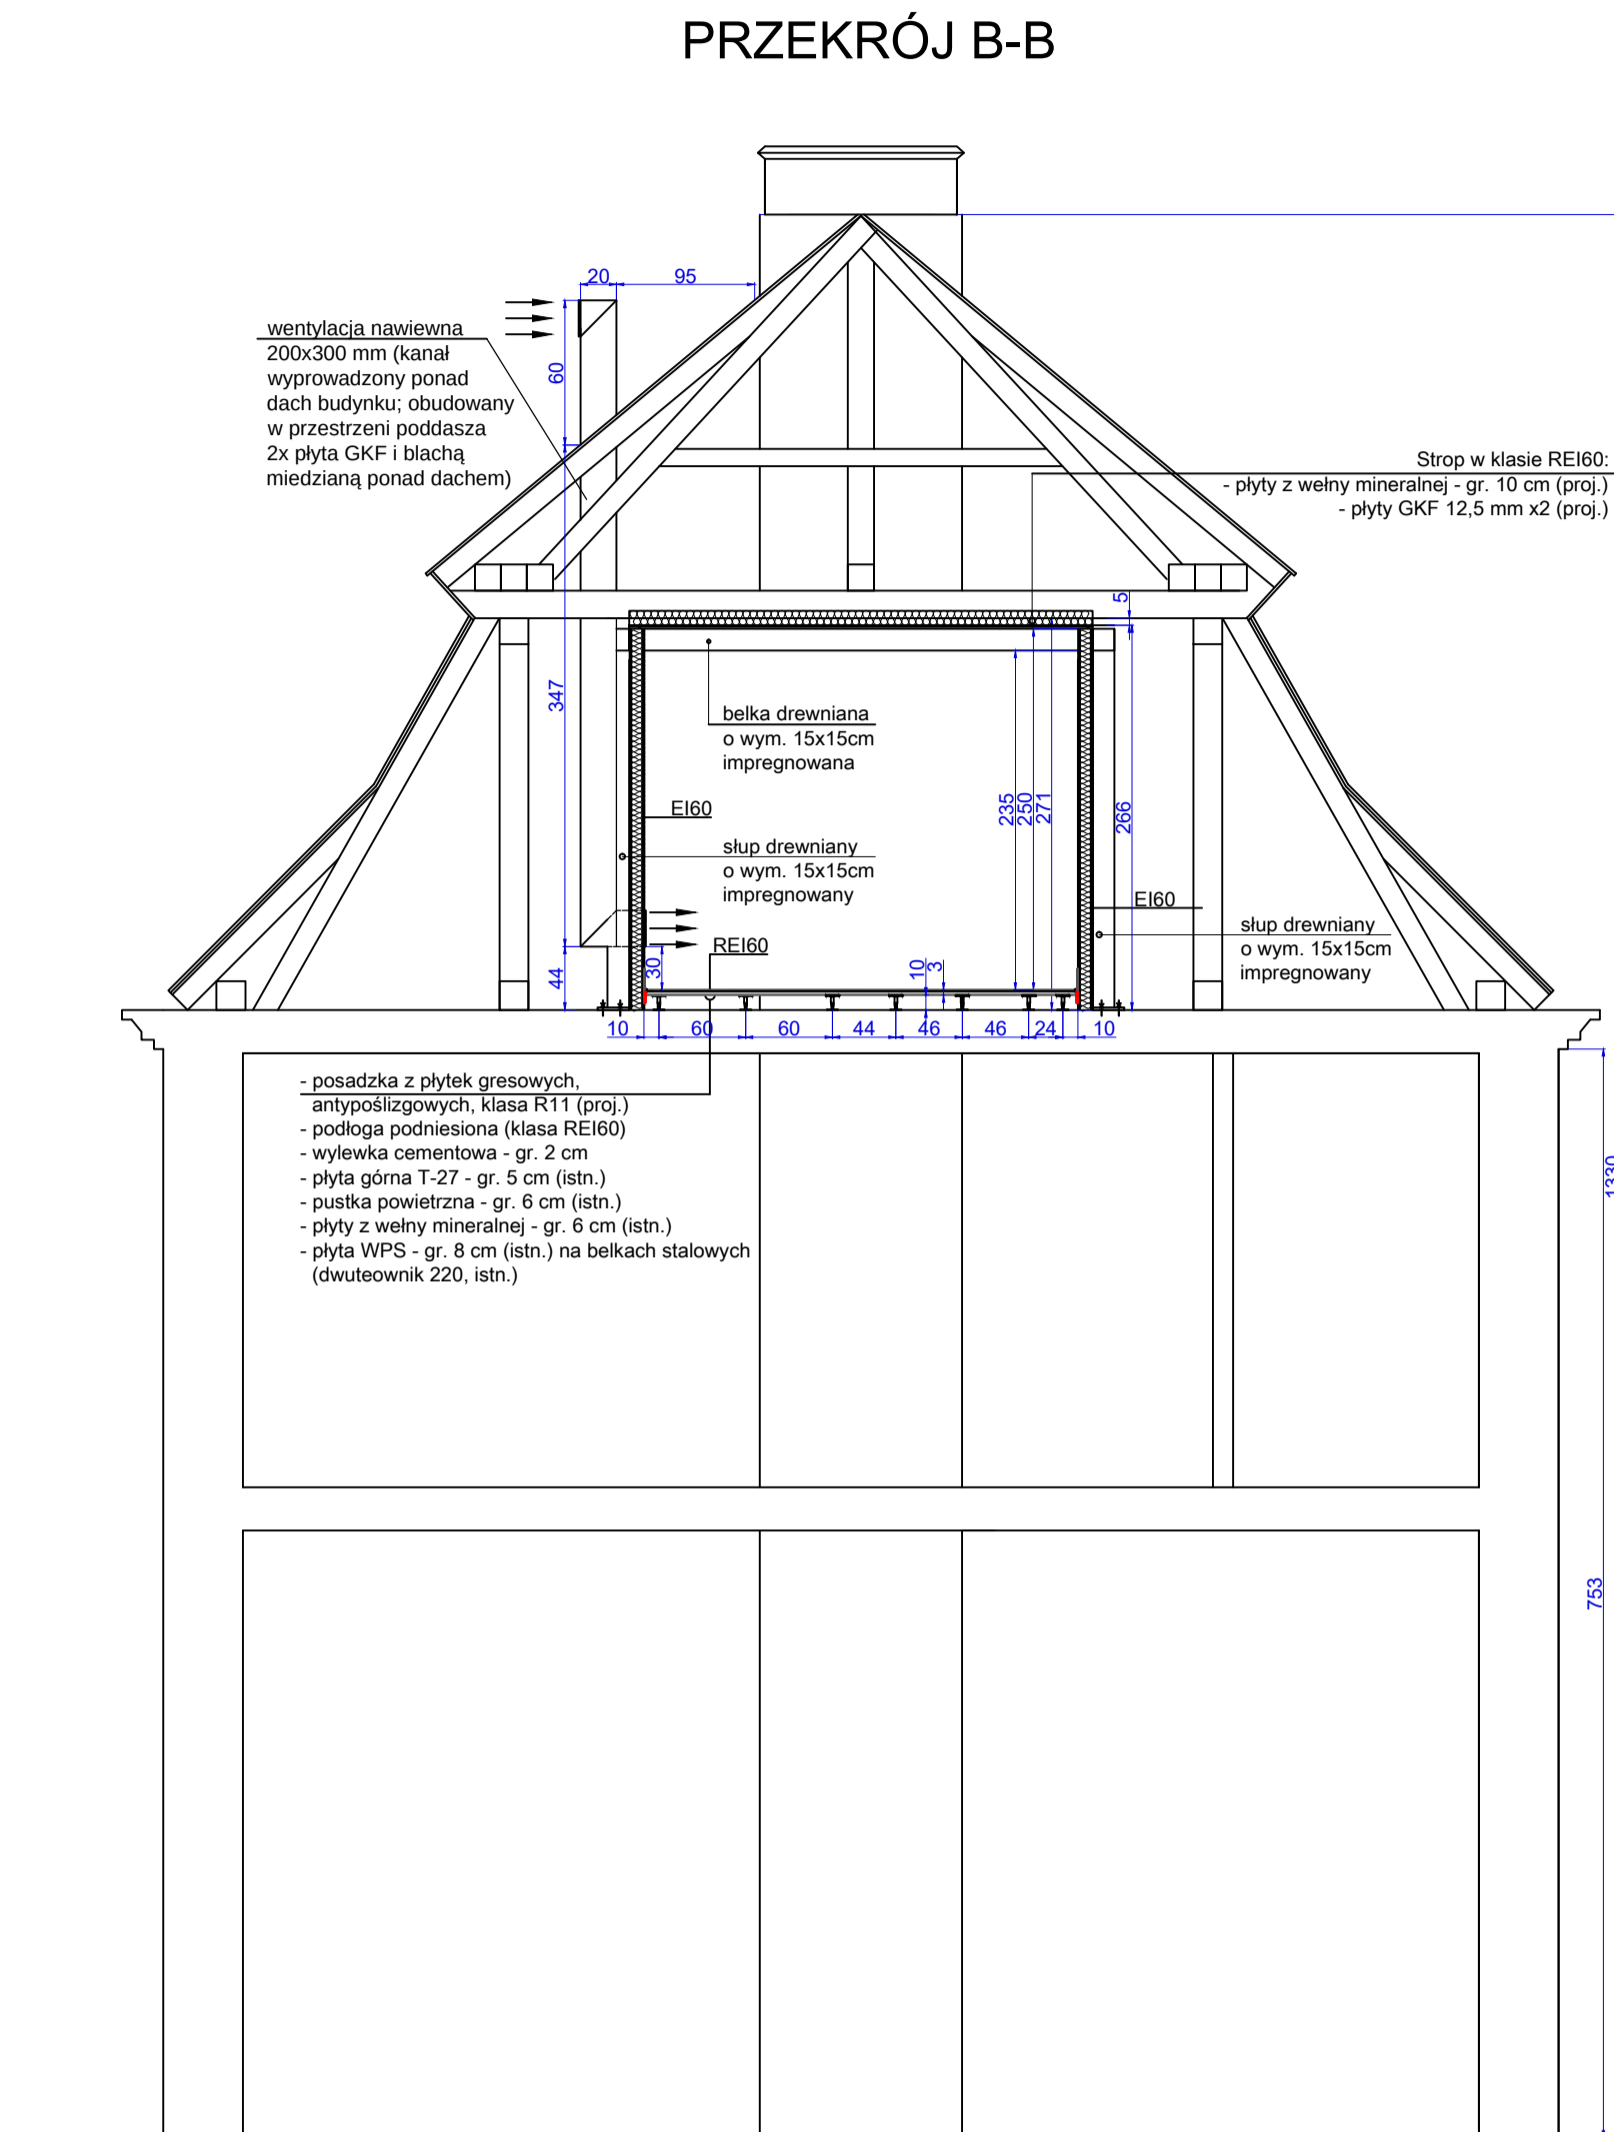 PRZEKRÓJ B-B
20
95
60
wentylacja nawiewna
200x300 mm (kanał
wyprowadzony ponad
dach budynku; obudowany
w przestrzeni poddasza
2x płyta GKF i blachą
miedzianą ponad dachem)
Strop w klasie REI60:
- płyty z wełny mineralnej - gr. 10 cm (proj.)
- płyty GKF 12,5 mm x2 (proj.)
5
347
belka drewniana
o wym. 15x15cm
impregnowana
235
250
271
266
EI60
słup drewniany
o wym. 15x15cm
impregnowany
EI60
słup drewniany
o wym. 15x15cm
impregnowany
REI60
44
30
10
3
10
60
60
44
46
46
24
10
- posadzka z płytek gresowych,
antypoślizgowych, klasa R11 (proj.)
- podłoga podniesiona (klasa REI60)
- wylewka cementowa - gr. 2 cm
- płyta górna T-27 - gr. 5 cm (istn.)
- pustka powietrzna - gr. 6 cm (istn.)
- płyty z wełny mineralnej - gr. 6 cm (istn.)
- płyta WPS - gr. 8 cm (istn.) na belkach stalowych
(dwuteownik 220, istn.)
1330
753